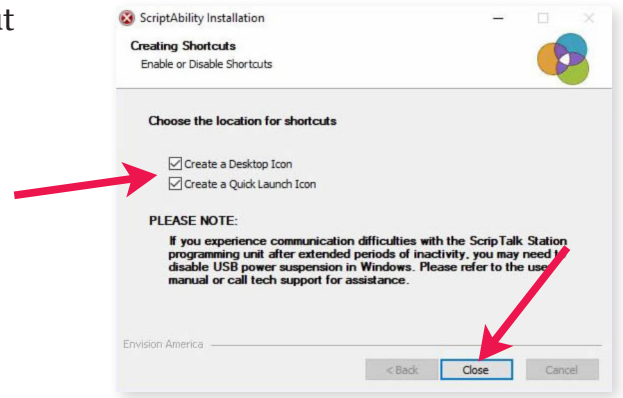 ut
ScriptAbility Installation
Creating Shortcuts
Enable or Disable Shortcuts
Choose the location for shortcuts
Create a Desktop Icon
Create a Quick Launch Icon
PLEASE NOTE:
If you experience communication difficulties with the ScripTalk Station
programming unit after extended periods of inactivity, you may need
disable USB power suspension in Windows. Please refer to the
manual or call tech support for assistance.
Envision America
< Back
Close
Cancel